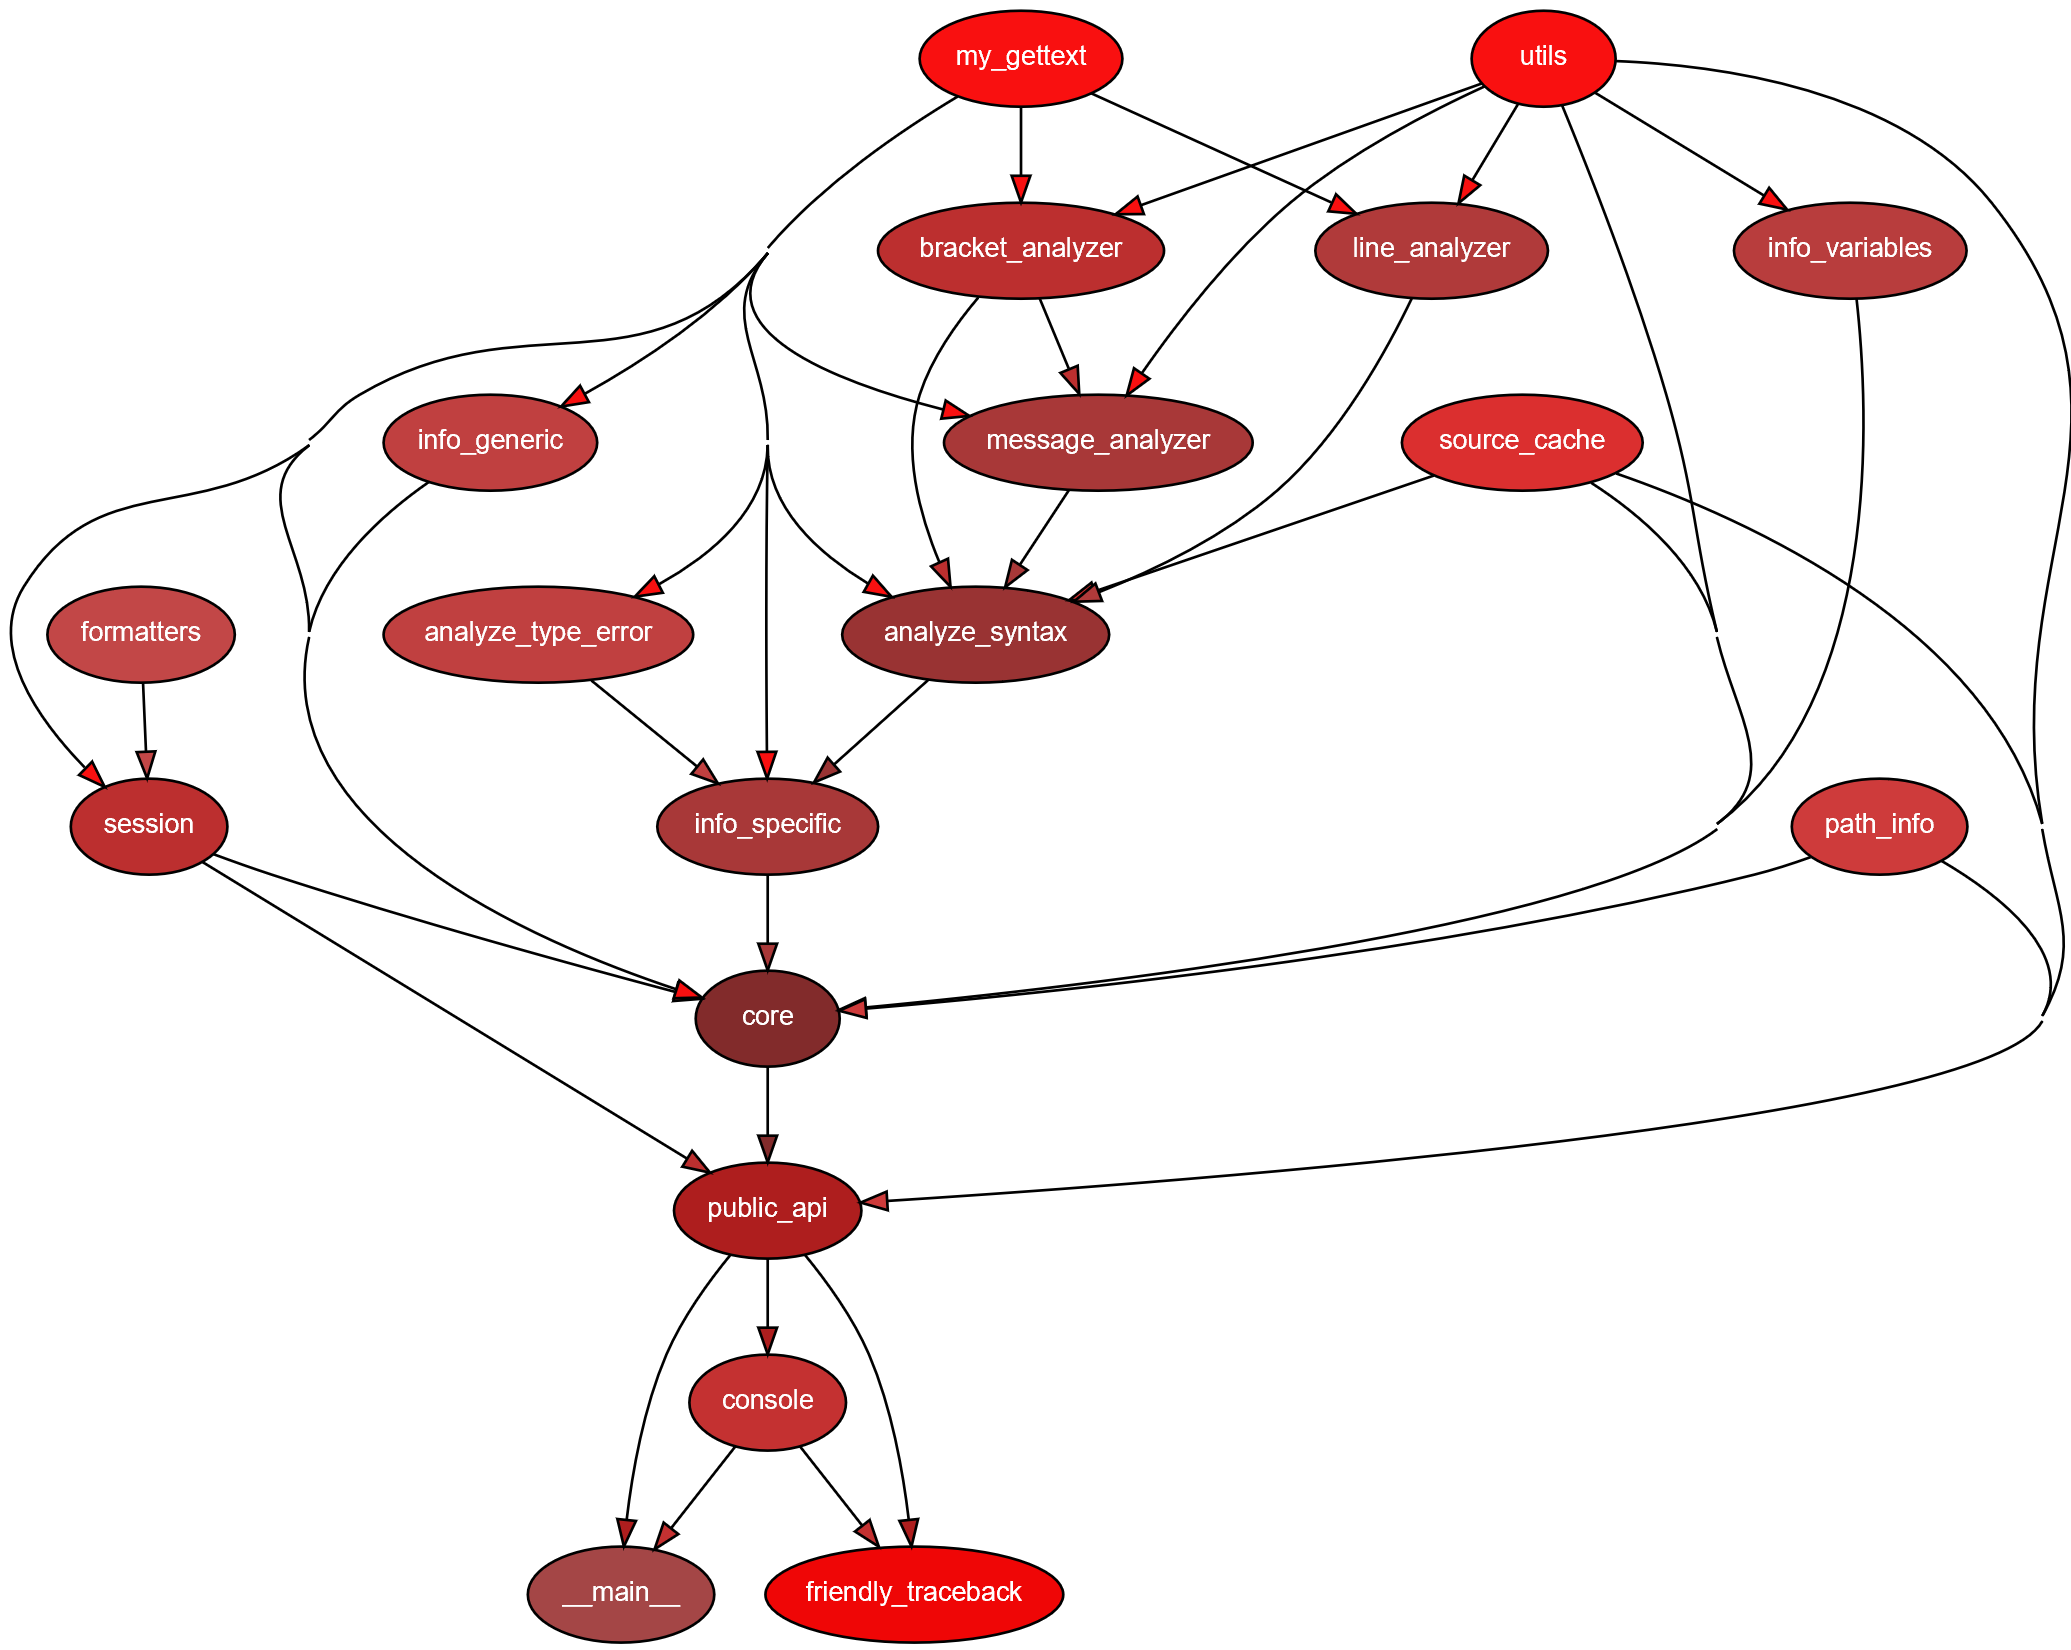 my_gettext
utils
bracket_analyzer
line_analyzer
info_variables
info_generic
message_analyzer
source_cache
formatters
analyze_type_error
analyze_syntax
session
info_specific
path_info
core
public_api
console
__main__
friendly_traceback